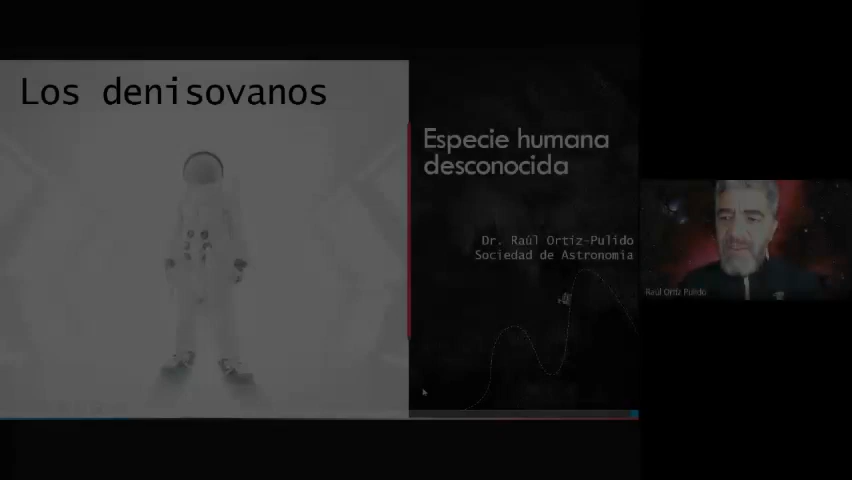 Los denisovanos
Especie humana
desconocida
Dr. Raúl Ortiz-Pulido
Sociedad de Astronomía
Raúl Ortiz Pulido